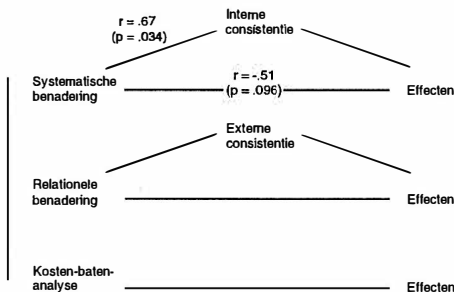 r = .67
(p = .034)
Interne
consistentie
Systematische
benadering
r = -.51
(p = .096)
Effecten
Externe
consistentie
Relationele
benadering
Effecten
Kosten-baten-
analyse
Effecten